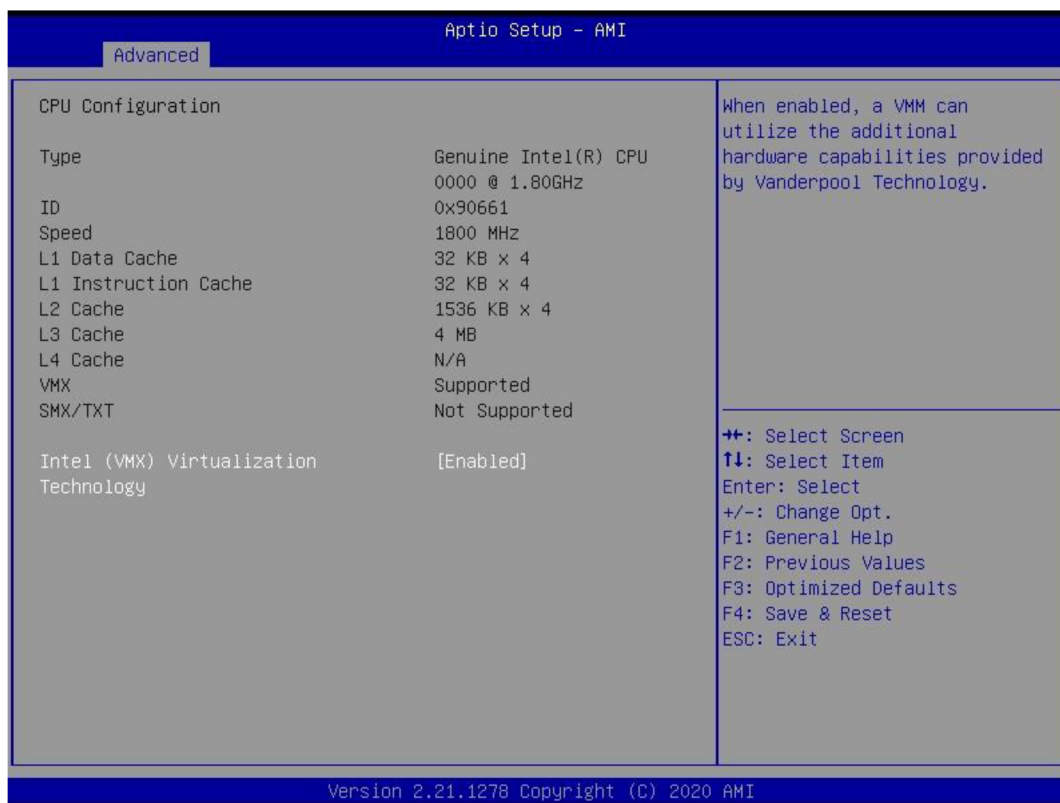 Aptio Setup - AMI
Advanced
CPU Configuration
Type Genuine Intel(R) CPU
0000 @ 1.80GHz
ID 0x90661
Speed 1800 MHz
L1 Data Cache 32 KB x 4
L1 Instruction Cache 32 KB x 4
L2 Cache 1536 KB x 4
L3 Cache 4 MB
L4 Cache N/A
VMX Supported
SMX/TXT Not Supported
Intel (VMX) Virtualization [Enabled]
Technology
When enabled, a VMM can
utilize the additional
hardware capabilities provided
by Vanderpool Technology.
→←: Select Screen
↑↓: Select Item
Enter: Select
+/-: Change Opt.
F1: General Help
F2: Previous Values
F3: Optimized Defaults
F4: Save & Reset
ESC: Exit
Version 2.21.1278 Copyright (C) 2020 AMI